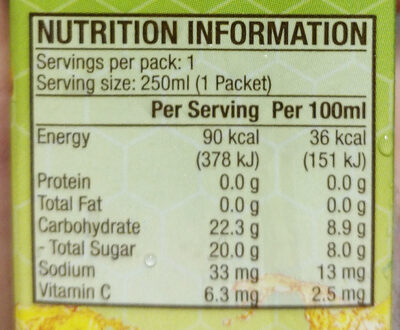 NUTRITION INFORMATION
Servings per pack: 1
Serving size: 250ml (1 Packet)
Per Serving Per 100ml
Energy 90 kcal 36 kcal
(378 kJ) (151 kJ)
Protein 0.0 g 0.0 g
Total Fat 0.0 g 0.0 g
Carbohydrate 22.3 g 8.9 g
- Total Sugar 20.0 g 8.0 g
Sodium 33 mg 13 mg
Vitamin C 6.3 mg 2.5 mg